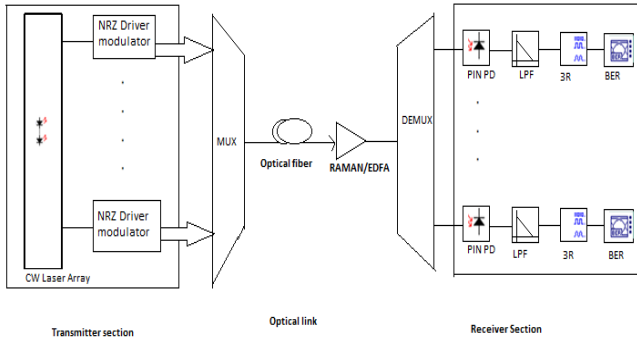 NRZ Driver
modulator
NRZ Driver
modulator
CW Laser Array
MUX
Optical fiber
RAMAN/EDFA
DEMUX
PIN PD
LPF
3R
BER
PIN PD
LPF
3R
BER
Transmitter section
Optical link
Receiver Section